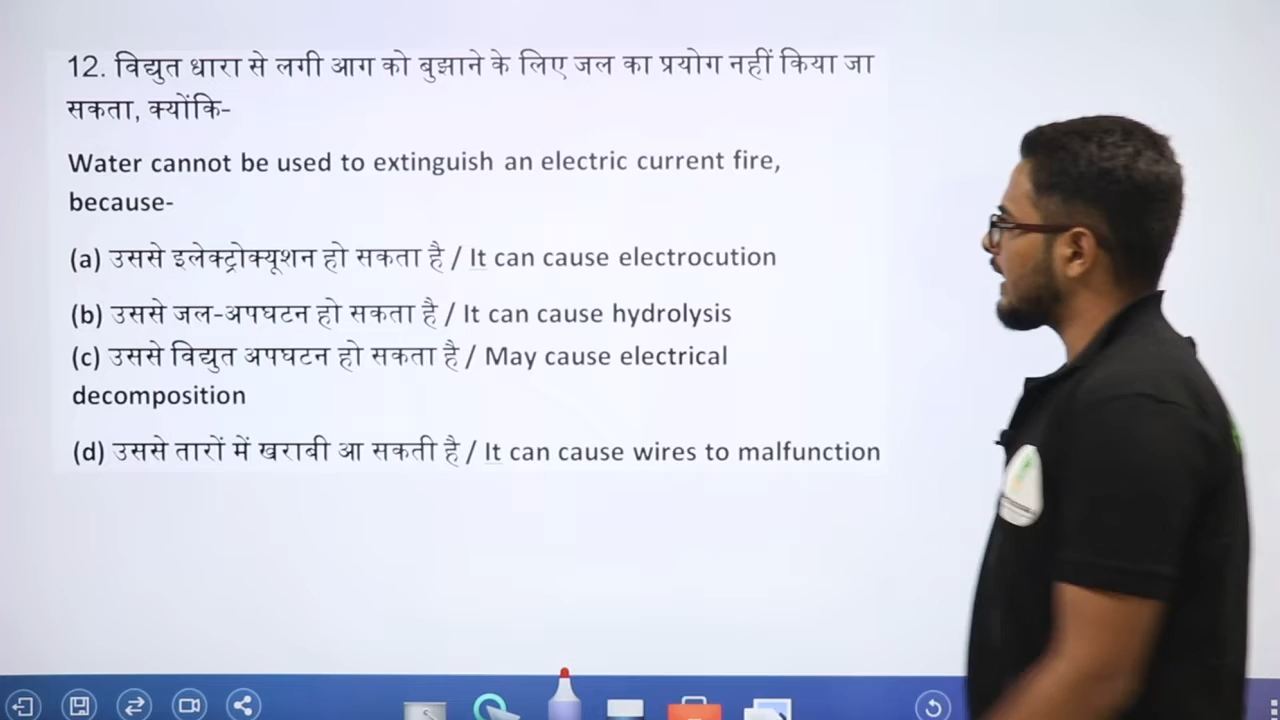 12. विद्युत धारा से लगी आग को बुझाने के लिए जल का प्रयोग नहीं किया जा
सकता, क्योंकि-
Water cannot be used to extinguish an electric current fire,
because-
(a) उससे इलेक्ट्रोक्यूशन हो सकता है / It can cause electrocution
(b) उससे जल-अपघटन हो सकता है / It can cause hydrolysis
(c) उससे विद्युत अपघटन हो सकता है / May cause electrical
decomposition
(d) उससे तारों में खराबी आ सकती है / It can cause wires to malfunction